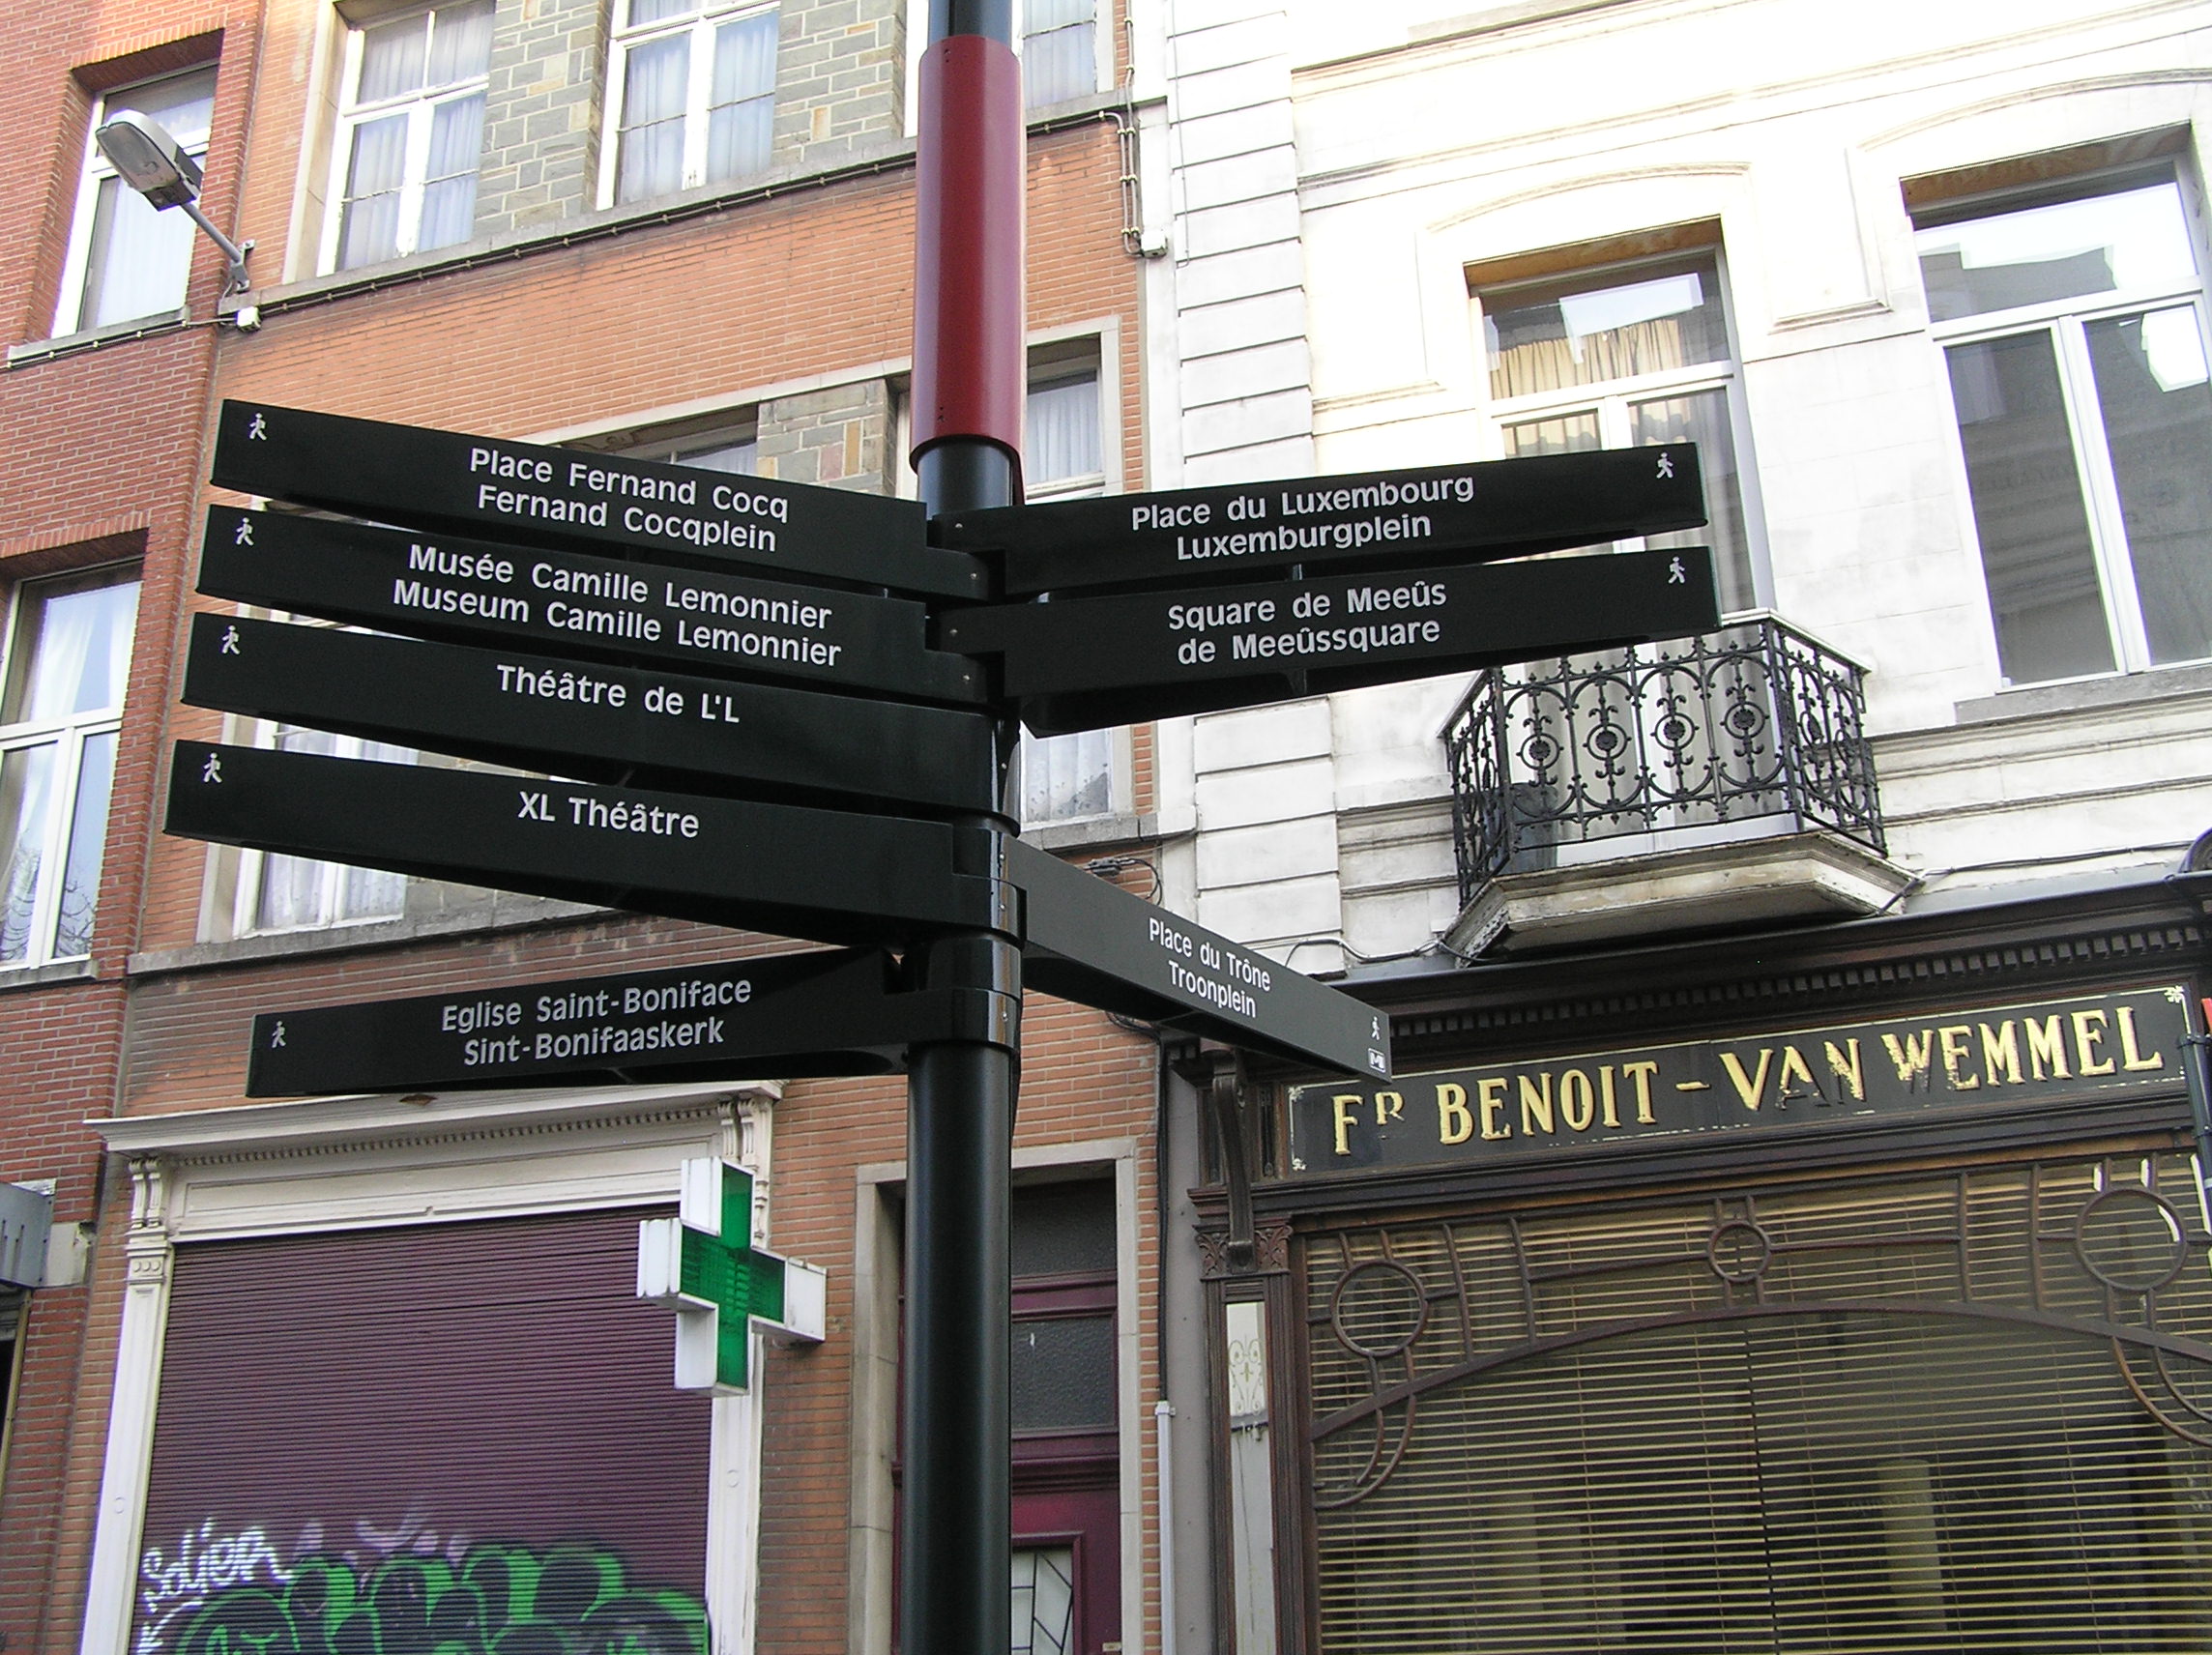 Place Fernand Cocq
Fernand Cocqplein
Musée Camille Lemonnier
Museum Camille Lemonnier
Théâtre de L'L
XL Théâtre
Eglise Saint-Boniface
Sint-Bonifaaskerk
Place du Luxembourg
Luxemburgplein
Square de Meeûs
de Meeûssquare
Place du Trône
Troonplein
M
FR BENOIT - VAN WEMMEL